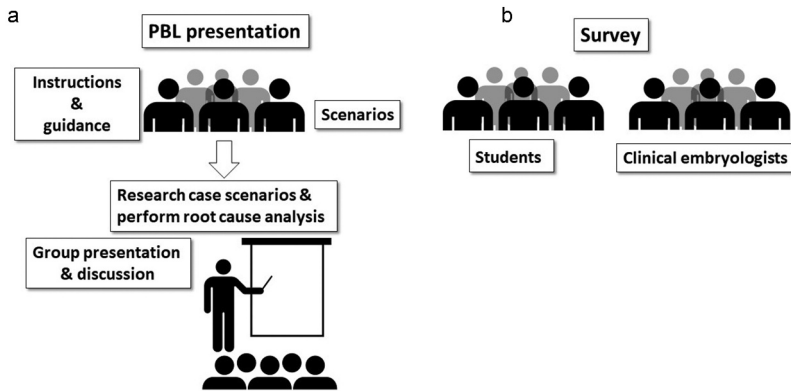 a
PBL presentation
Instructions
&
guidance
Scenarios
Research case scenarios &
perform root cause analysis
Group presentation
& discussion
b
Survey
Students
Clinical embryologists